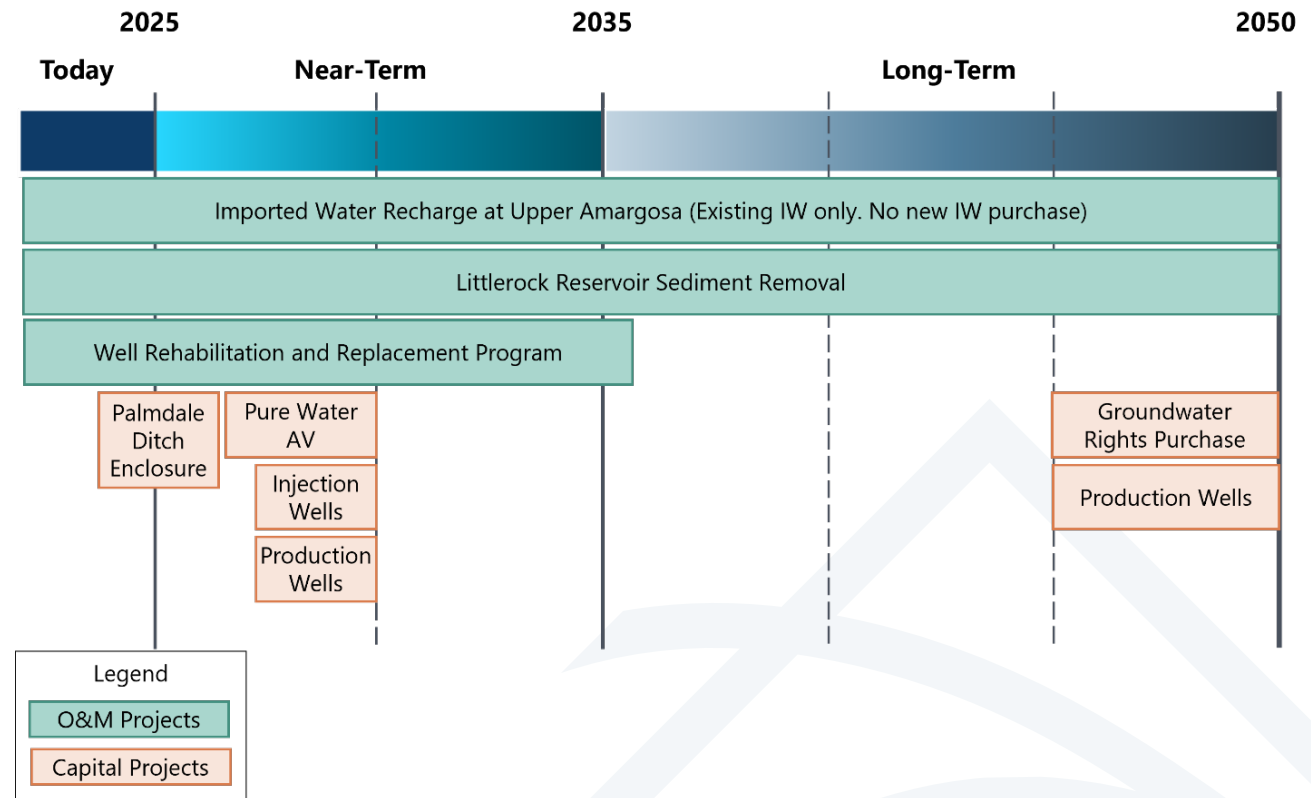 2025 2035 2050
Today Near-Term Long-Term
Imported Water Recharge at Upper Amargosa (Existing IW only. No new IW purchase)
Littlerock Reservoir Sediment Removal
Well Rehabilitation and Replacement Program
Palmdale
Ditch
Enclosure
Pure Water
AV
Injection
Wells
Production
Wells
Groundwater
Rights Purchase
Production Wells
Legend
O&M Projects
Capital Projects